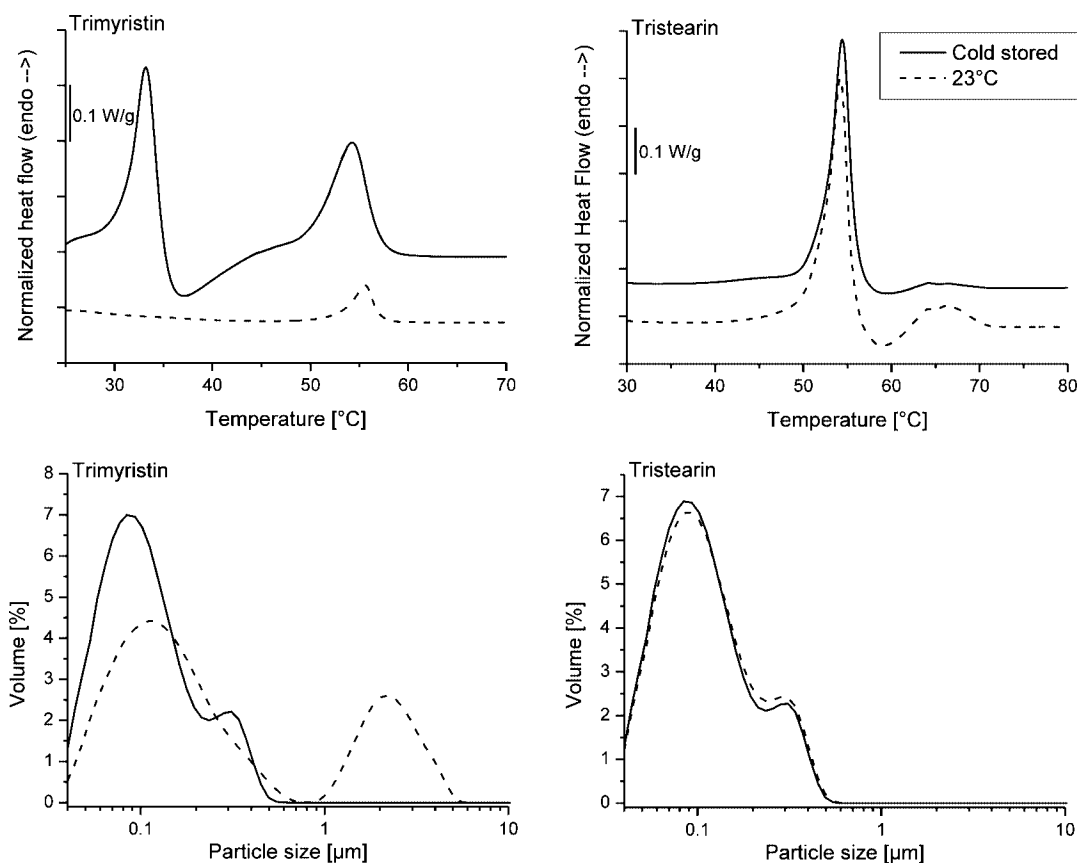 Trimyristin
Normalized heat flow (endo -->)
0.1 W/g
30 40 50 60 70
Temperature [°C]
Tristearin
Normalized Heat Flow (endo -->)
0.1 W/g
Cold stored
23°C
30 40 50 60 70 80
Temperature [°C]
Trimyristin
Volume [%]
8
7
6
5
4
3
2
1
0
0.1 1 10
Particle size [µm]
Tristearin
Volume [%]
7
6
5
4
3
2
1
0
0.1 1 10
Particle size [µm]